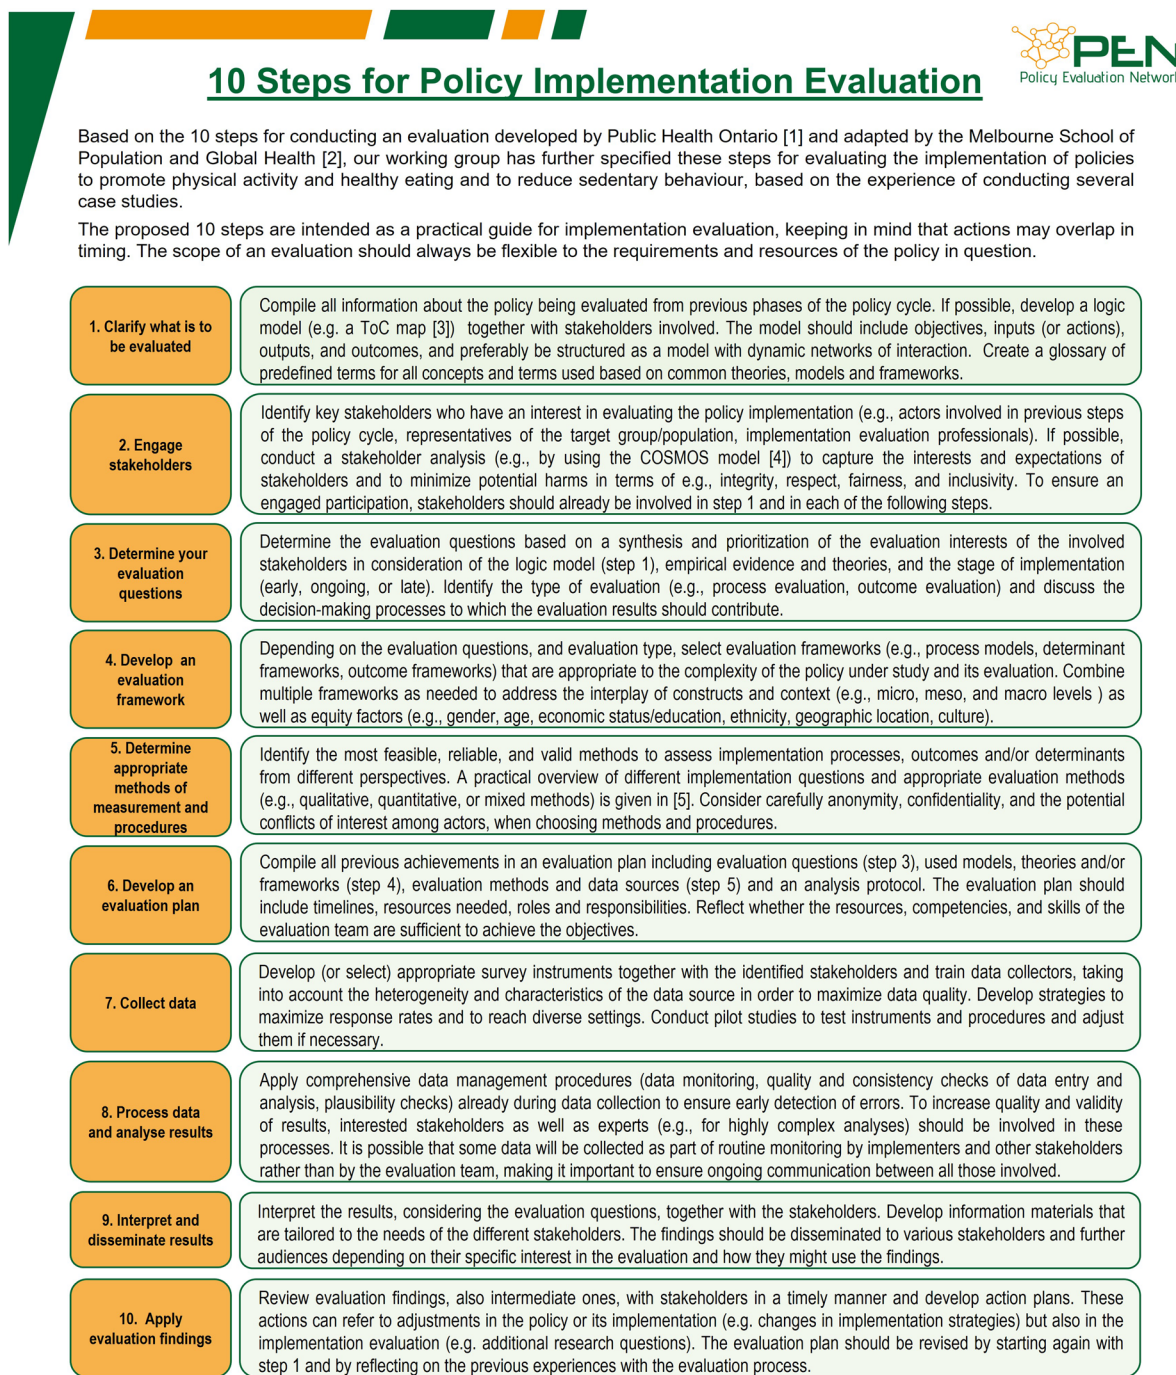 PEN
Policy Evaluation Network
10 Steps for Policy Implementation Evaluation
Based on the 10 steps for conducting an evaluation developed by Public Health Ontario [1] and adapted by the Melbourne School of
Population and Global Health [2], our working group has further specified these steps for evaluating the implementation of policies
to promote physical activity and healthy eating and to reduce sedentary behaviour, based on the experience of conducting several
case studies.
The proposed 10 steps are intended as a practical guide for implementation evaluation, keeping in mind that actions may overlap in
timing. The scope of an evaluation should always be flexible to the requirements and resources of the policy in question.
1. Clarify what is to
be evaluated
Compile all information about the policy being evaluated from previous phases of the policy cycle. If possible, develop a logic
model (e.g. a ToC map [3]) together with stakeholders involved. The model should include objectives, inputs (or actions),
outputs, and outcomes, and preferably be structured as a model with dynamic networks of interaction. Create a glossary of
predefined terms for all concepts and terms used based on common theories, models and frameworks.
2. Engage
stakeholders
Identify key stakeholders who have an interest in evaluating the policy implementation (e.g., actors involved in previous steps
of the policy cycle, representatives of the target group/population, implementation evaluation professionals). If possible,
conduct a stakeholder analysis (e.g., by using the COSMOS model [4]) to capture the interests and expectations of
stakeholders and to minimize potential harms in terms of e.g., integrity, respect, fairness, and inclusivity. To ensure an
engaged participation, stakeholders should already be involved in step 1 and in each of the following steps.
3. Determine your
evaluation
questions
Determine the evaluation questions based on a synthesis and prioritization of the evaluation interests of the involved
stakeholders in consideration of the logic model (step 1), empirical evidence and theories, and the stage of implementation
(early, ongoing, or late). Identify the type of evaluation (e.g., process evaluation, outcome evaluation) and discuss the
decision-making processes to which the evaluation results should contribute.
4. Develop an
evaluation
framework
Depending on the evaluation questions, and evaluation type, select evaluation frameworks (e.g., process models, determinant
frameworks, outcome frameworks) that are appropriate to the complexity of the policy under study and its evaluation. Combine
multiple frameworks as needed to address the interplay of constructs and context (e.g., micro, meso, and macro levels ) as
well as equity factors (e.g., gender, age, economic status/education, ethnicity, geographic location, culture).
5. Determine
appropriate
methods of
measurement and
procedures
Identify the most feasible, reliable, and valid methods to assess implementation processes, outcomes and/or determinants
from different perspectives. A practical overview of different implementation questions and appropriate evaluation methods
(e.g., qualitative, quantitative, or mixed methods) is given in [5]. Consider carefully anonymity, confidentiality, and the potential
conflicts of interest among actors, when choosing methods and procedures.
6. Develop an
evaluation plan
Compile all previous achievements in an evaluation plan including evaluation questions (step 3), used models, theories and/or
frameworks (step 4), evaluation methods and data sources (step 5) and an analysis protocol. The evaluation plan should
include timelines, resources needed, roles and responsibilities. Reflect whether the resources, competencies, and skills of the
evaluation team are sufficient to achieve the objectives.
7. Collect data
Develop (or select) appropriate survey instruments together with the identified stakeholders and train data collectors, taking
into account the heterogeneity and characteristics of the data source in order to maximize data quality. Develop strategies to
maximize response rates and to reach diverse settings. Conduct pilot studies to test instruments and procedures and adjust
them if necessary.
8. Process data
and analyse results
Apply comprehensive data management procedures (data monitoring, quality and consistency checks of data entry and
analysis, plausibility checks) already during data collection to ensure early detection of errors. To increase quality and validity
of results, interested stakeholders as well as experts (e.g., for highly complex analyses) should be involved in these
processes. It is possible that some data will be collected as part of routine monitoring by implementers and other stakeholders
rather than by the evaluation team, making it important to ensure ongoing communication between all those involved.
9. Interpret and
disseminate results
Interpret the results, considering the evaluation questions, together with the stakeholders. Develop information materials that
are tailored to the needs of the different stakeholders. The findings should be disseminated to various stakeholders and further
audiences depending on their specific interest in the evaluation and how they might use the findings.
10. Apply
evaluation findings
Review evaluation findings, also intermediate ones, with stakeholders in a timely manner and develop action plans. These
actions can refer to adjustments in the policy or its implementation (e.g. changes in implementation strategies) but also in the
implementation evaluation (e.g. additional research questions). The evaluation plan should be revised by starting again with
step 1 and by reflecting on the previous experiences with the evaluation process.